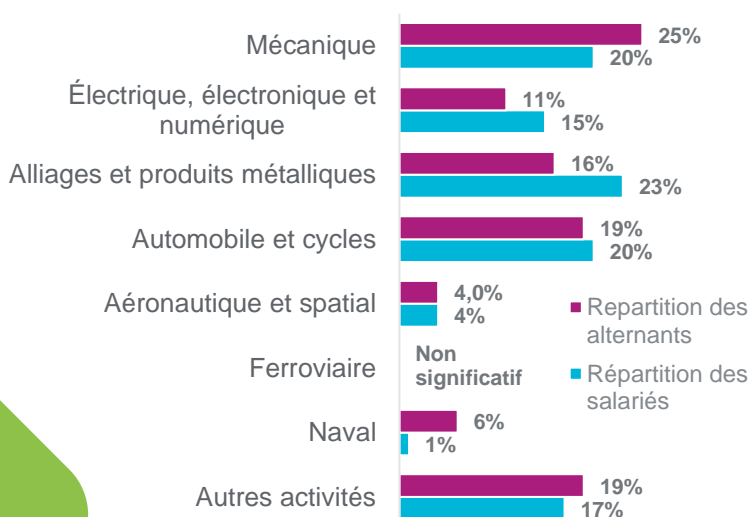 Mécanique
25%
20%
Électrique, électronique et
numérique
11%
15%
Alliages et produits métalliques
16%
23%
Automobile et cycles
19%
20%
Aéronautique et spatial
4,0%
4%
Repartition des
alternants
Ferroviaire
Non
significatif
Répartition des
salariés
Naval
6%
1%
Autres activités
19%
17%